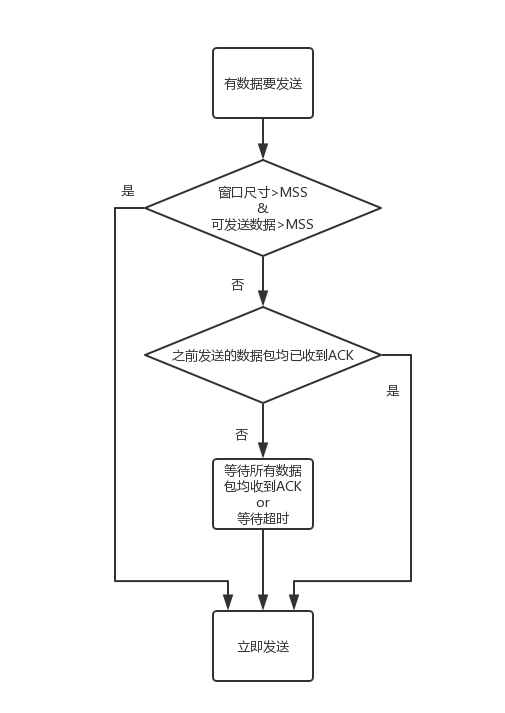 有数据要发送
是
窗口尺寸>MSS
&
可发送数据>MSS
否
之前发送的数据包均已收到ACK
是
否
等待所有数据
包均收到ACK
or
等待超时
立即发送